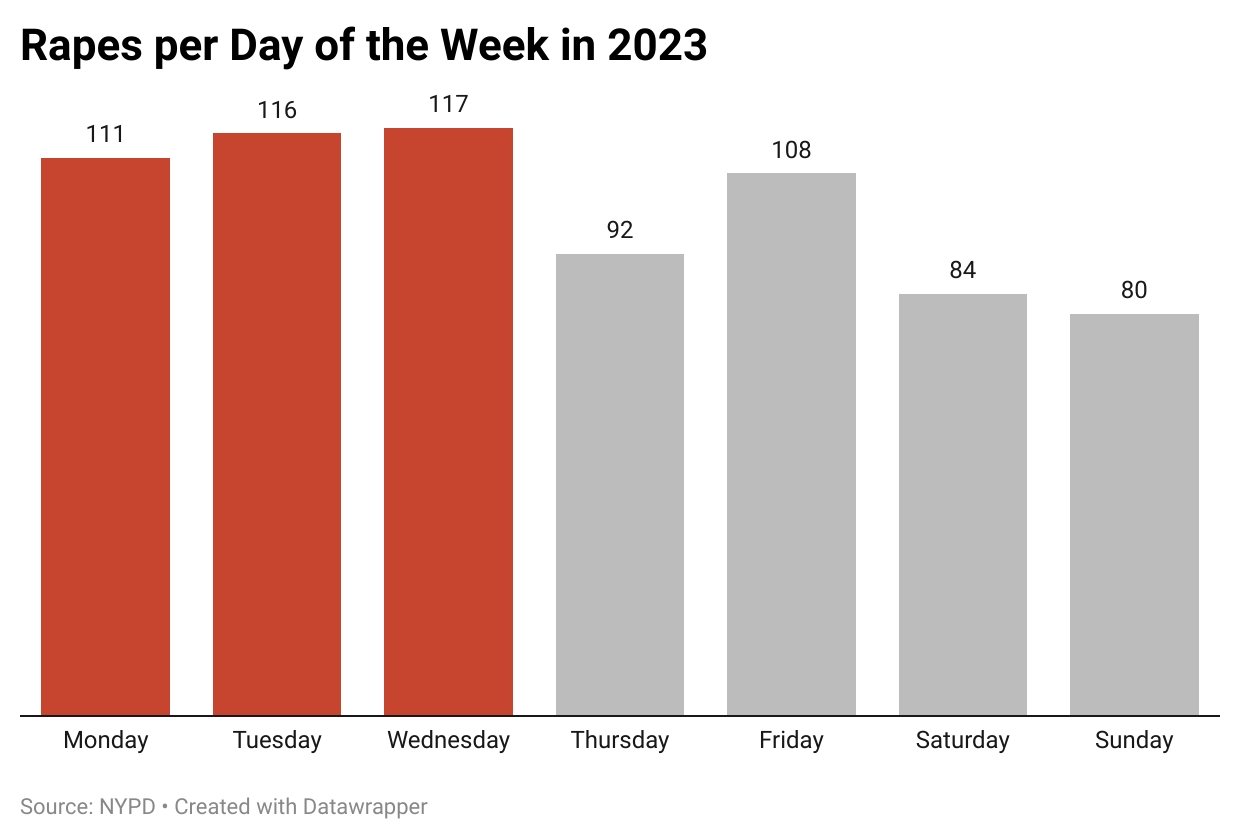 Rapes per Day of the Week in 2023
111
116
117
92
108
84
80
Monday Tuesday Wednesday Thursday Friday Saturday Sunday
Source: NYPD • Created with Datawrapper